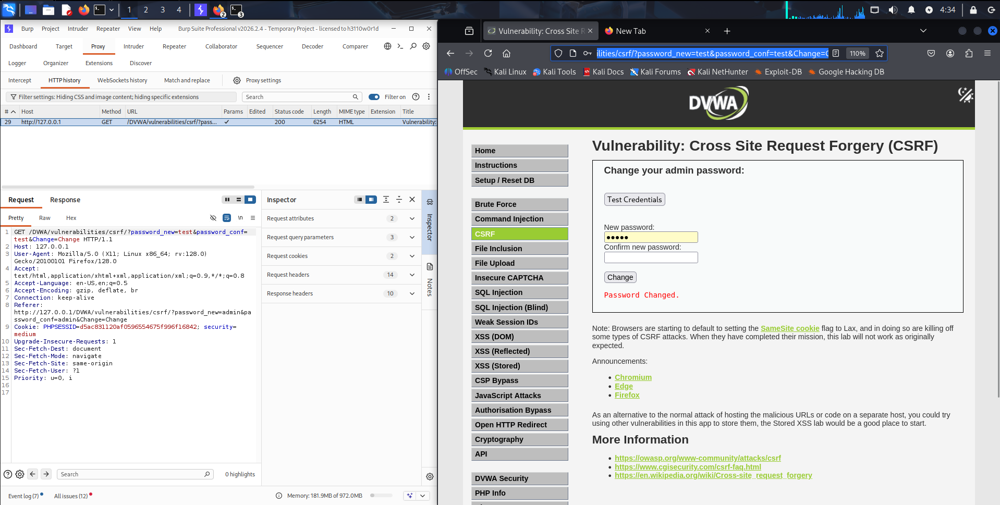 1 2 3 4 2 3 4:34
Burp Project Intruder Repeater View Help Burp Suite Professional v2026.2.4 - Temporary Project - licensed to h3110w0r1d
Dashboard Target Proxy Intruder Repeater Collaborator Sequencer Decoder Comparer
Logger Organizer Extensions Discover
Intercept HTTP history WebSockets history Match and replace Proxy settings
Filter settings: Hiding CSS and image content; hiding specific extensions Search Filter on
# Host Method URL Params Edited Status code Length MIME type Extension Title
29 http://127.0.0.1 GET /DVWA/vulnerabilities/csrf/?pass... ✓ 200 6254 HTML Vulnerability:
Request Response
Pretty Raw Hex \n
1 GET /DVWA/vulnerabilities/csrf/?password_new=test&password_conf=
test&Change=Change HTTP/1.1
2 Host: 127.0.0.1
3 User-Agent: Mozilla/5.0 (X11; Linux x86_64; rv:128.0)
Gecko/20100101 Firefox/128.0
4 Accept:
text/html,application/xhtml+xml,application/xml;q=0.9,*/*;q=0.8
5 Accept-Language: en-US,en;q=0.5
6 Accept-Encoding: gzip, deflate, br
7 Connection: keep-alive
8 Referer:
http://127.0.0.1/DVWA/vulnerabilities/csrf/?password_new=admin&pa
ssword_conf=admin&Change=Change
9 Cookie: PHPSESSID=d5ac831120af0596554675f996f16842; security=
medium
10 Upgrade-Insecure-Requests: 1
11 Sec-Fetch-Dest: document
12 Sec-Fetch-Mode: navigate
13 Sec-Fetch-Site: same-origin
14 Sec-Fetch-User: ?1
15 Priority: u=0, i
16
17
Search 0 highlights
Inspector
Request attributes 2
Request query parameters 3
Request cookies 2
Request headers 14
Response headers 10
Inspector
Notes
Event log (7) All issues (12) Memory: 181.9MB of 972.0MB
Vulnerability: Cross Site R New Tab
ilities/csrf/?password_new=test&password_conf=test&Change=C 110%
OffSec Kali Linux Kali Tools Kali Docs Kali Forums Kali NetHunter Exploit-DB Google Hacking DB
DVWA
Home
Instructions
Setup / Reset DB
Brute Force
Command Injection
CSRF
File Inclusion
File Upload
Insecure CAPTCHA
SQL Injection
SQL Injection (Blind)
Weak Session IDs
XSS (DOM)
XSS (Reflected)
XSS (Stored)
CSP Bypass
JavaScript Attacks
Authorisation Bypass
Open HTTP Redirect
Cryptography
API
DVWA Security
PHP Info
Vulnerability: Cross Site Request Forgery (CSRF)
Change your admin password:
Test Credentials
New password:
●●●●●
Confirm new password:
Change
Password Changed.
Note: Browsers are starting to default to setting the SameSite cookie flag to Lax, and in doing so are killing off
some types of CSRF attacks. When they have completed their mission, this lab will not work as originally
expected.
Announcements:
• Chromium
• Edge
• Firefox
As an alternative to the normal attack of hosting the malicious URLs or code on a separate host, you could try
using other vulnerabilities in this app to store them, the Stored XSS lab would be a good place to start.
More Information
• https://owasp.org/www-community/attacks/csrf
• https://www.cgisecurity.com/csrf-faq.html
• https://en.wikipedia.org/wiki/Cross-site_request_forgery